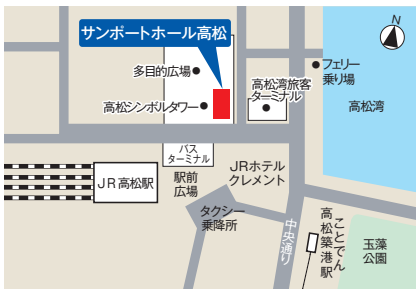 サンポートホール高松
N
多目的広場
フェリー
乗り場
高松湾旅客
ターミナル
高松湾
高松シンボルタワー
バス
ターミナル
JRホテル
クレメント
JR高松駅
駅前
広場
タクシー
乗降所
中央通り
ことでん
高松築港駅
玉藻
公園